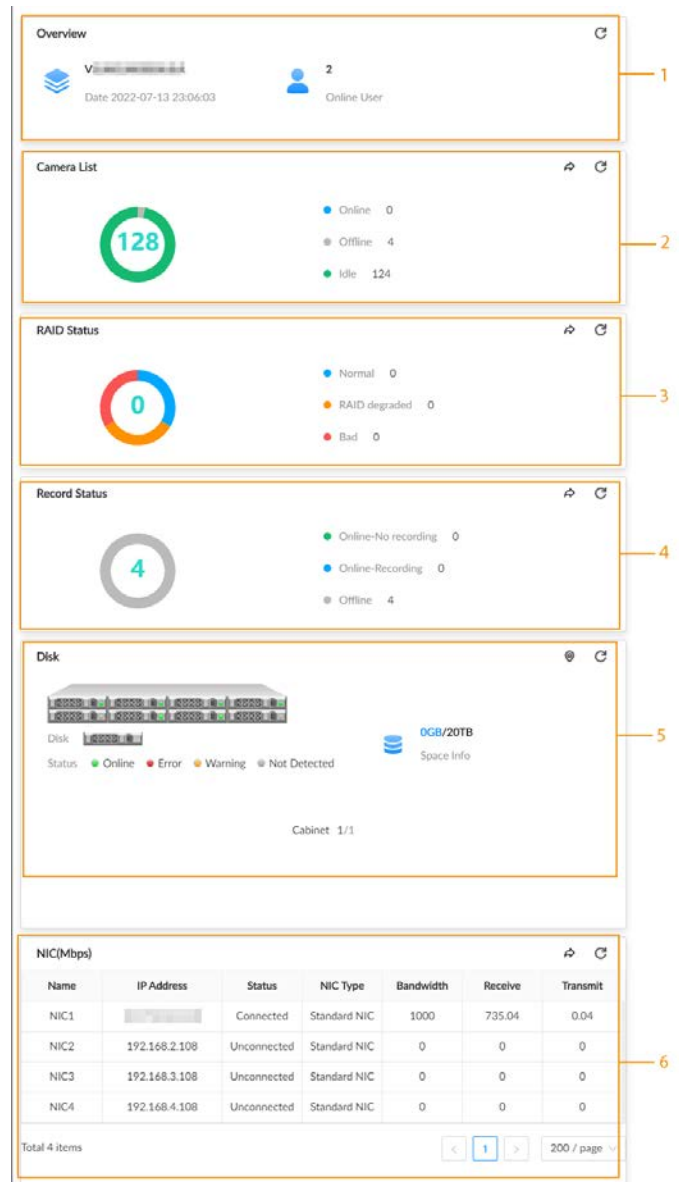 Overview
V
2
Date 2022-07-13 23:06:03
Online User
1
Camera List
128
Online 0
Offline 4
Idle 124
2
RAID Status
0
Normal 0
RAID degraded 0
Bad 0
3
Record Status
4
Online-No recording 0
Online-Recording 0
Offline 4
4
Disk
Disk
0GB/20TB
Space Info
Status Online Error Warning Not Detected
5
Cabinet 1/1
NIC(Mbps)
Name IP Address Status NIC Type Bandwidth Receive Transmit
NIC1 Connected Standard NIC 1000 735.04 0.04
NIC2 192.168.2.108 Unconnected Standard NIC 0 0 0
NIC3 192.168.3.108 Unconnected Standard NIC 0 0 0
NIC4 192.168.4.108 Unconnected Standard NIC 0 0 0
6
Total 4 items < 1 > 200 / page